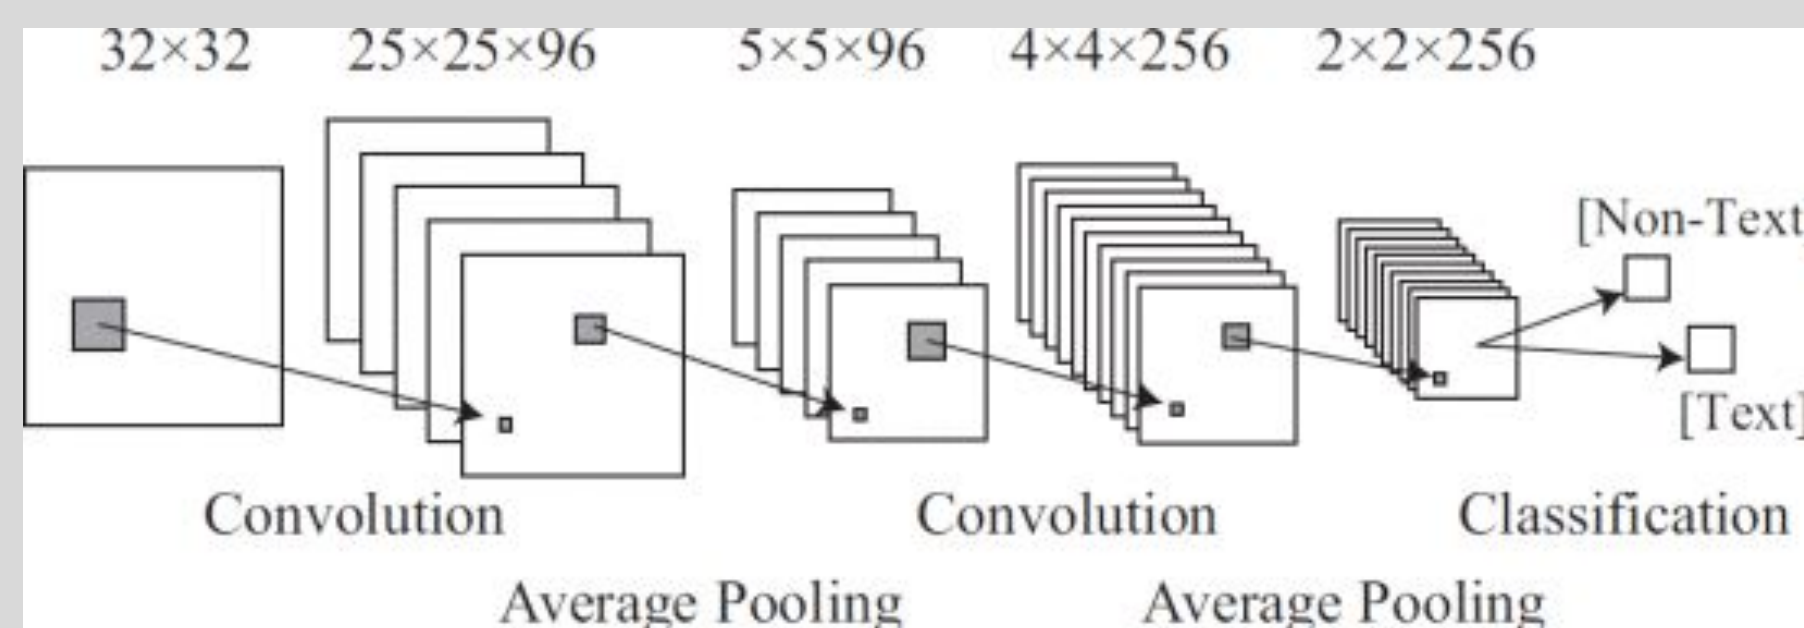 32×32 25×25×96 5×5×96 4×4×256 2×2×256
[Non-Text]
[Text]
Convolution Convolution Classification
Average Pooling Average Pooling